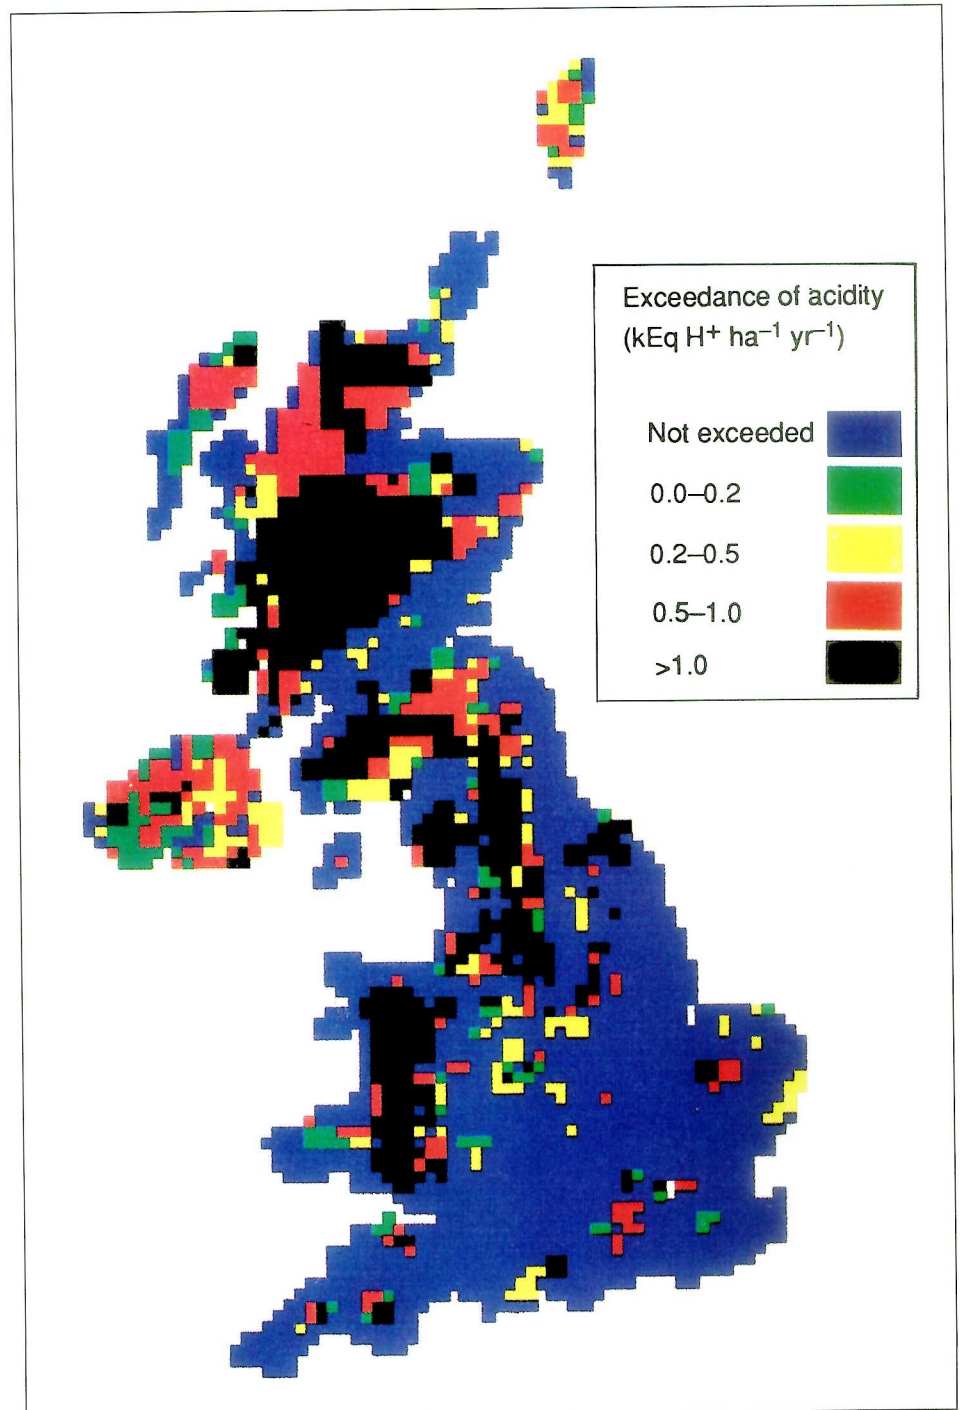 Exceedance of acidity
(kEq H⁺ ha⁻¹ yr⁻¹)
Not exceeded
0.0–0.2
0.2–0.5
0.5–1.0
>1.0